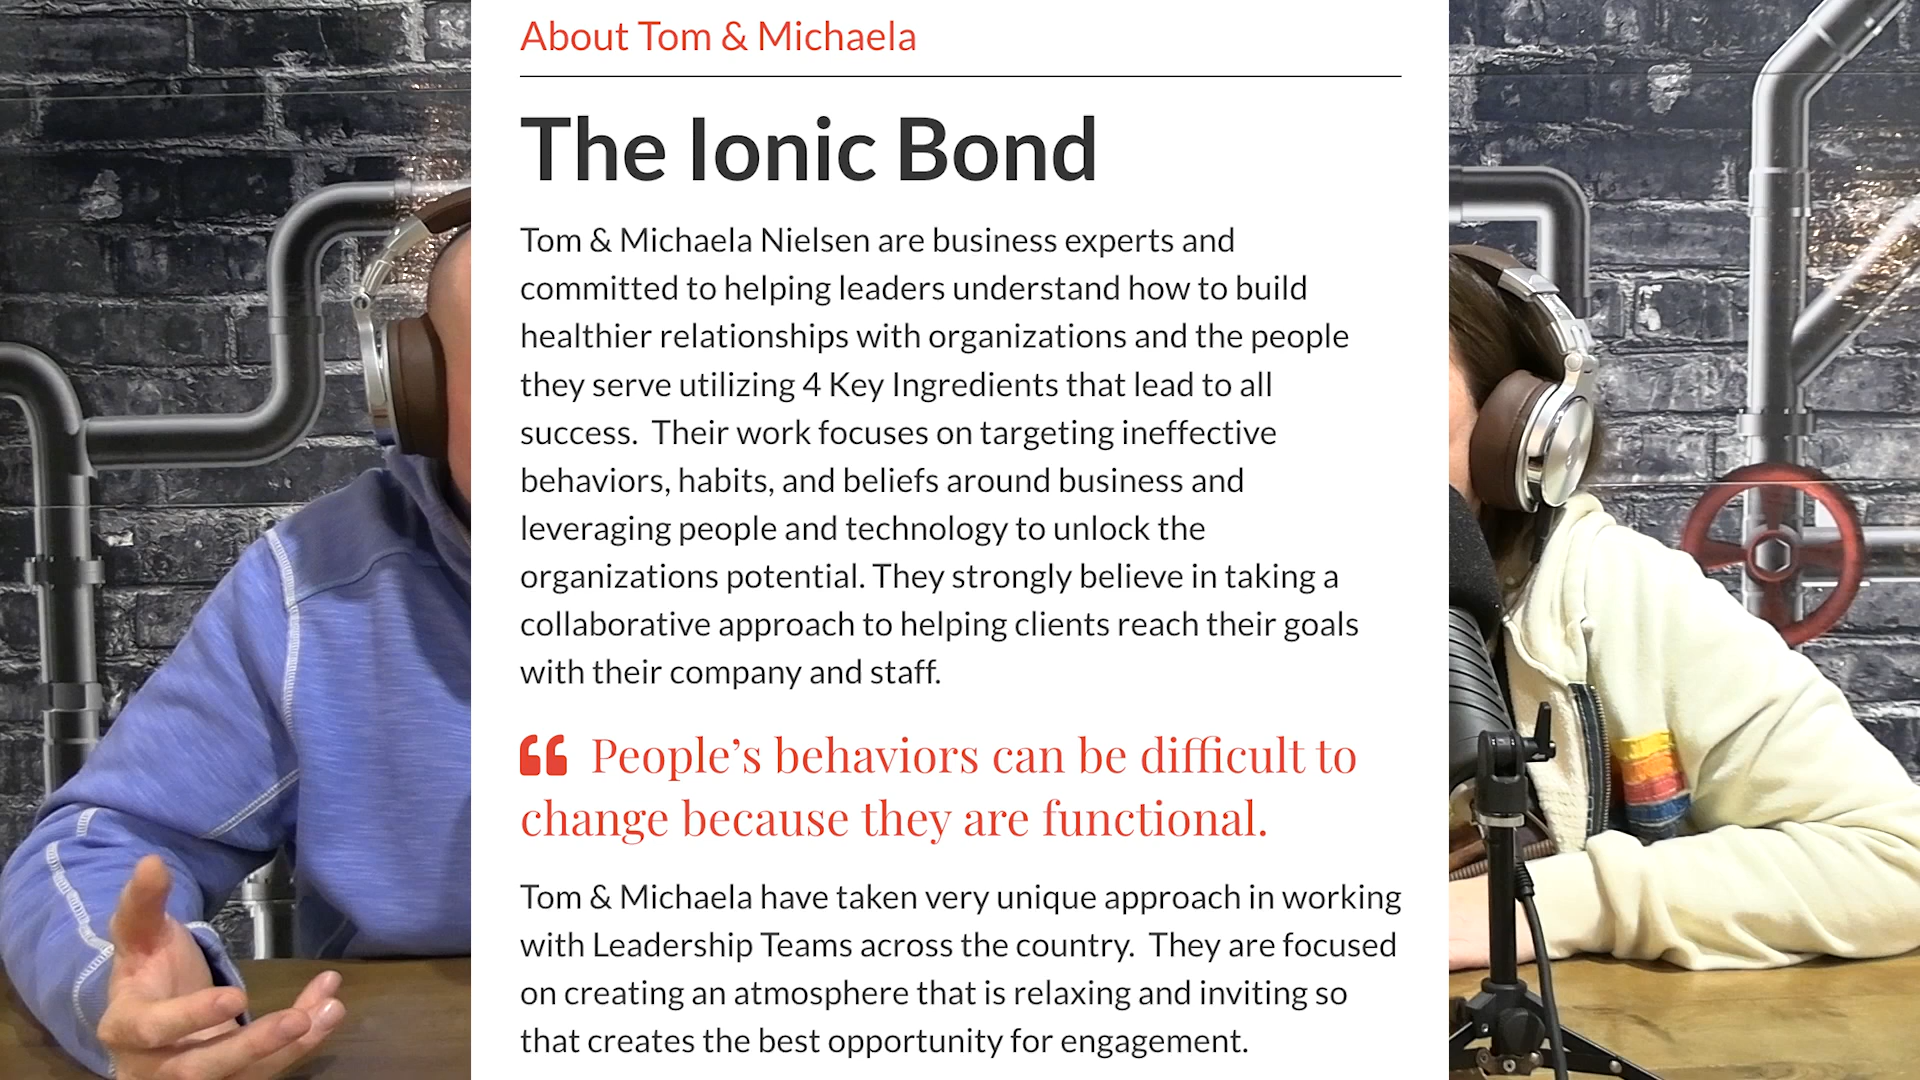 About Tom & Michaela
The Ionic Bond
Tom & Michaela Nielsen are business experts and
committed to helping leaders understand how to build
healthier relationships with organizations and the people
they serve utilizing 4 Key Ingredients that lead to all
success.  Their work focuses on targeting ineffective
behaviors, habits, and beliefs around business and
leveraging people and technology to unlock the
organizations potential. They strongly believe in taking a
collaborative approach to helping clients reach their goals
with their company and staff.
“ People’s behaviors can be difficult to
change because they are functional.
Tom & Michaela have taken very unique approach in working
with Leadership Teams across the country.  They are focused
on creating an atmosphere that is relaxing and inviting so
that creates the best opportunity for engagement.